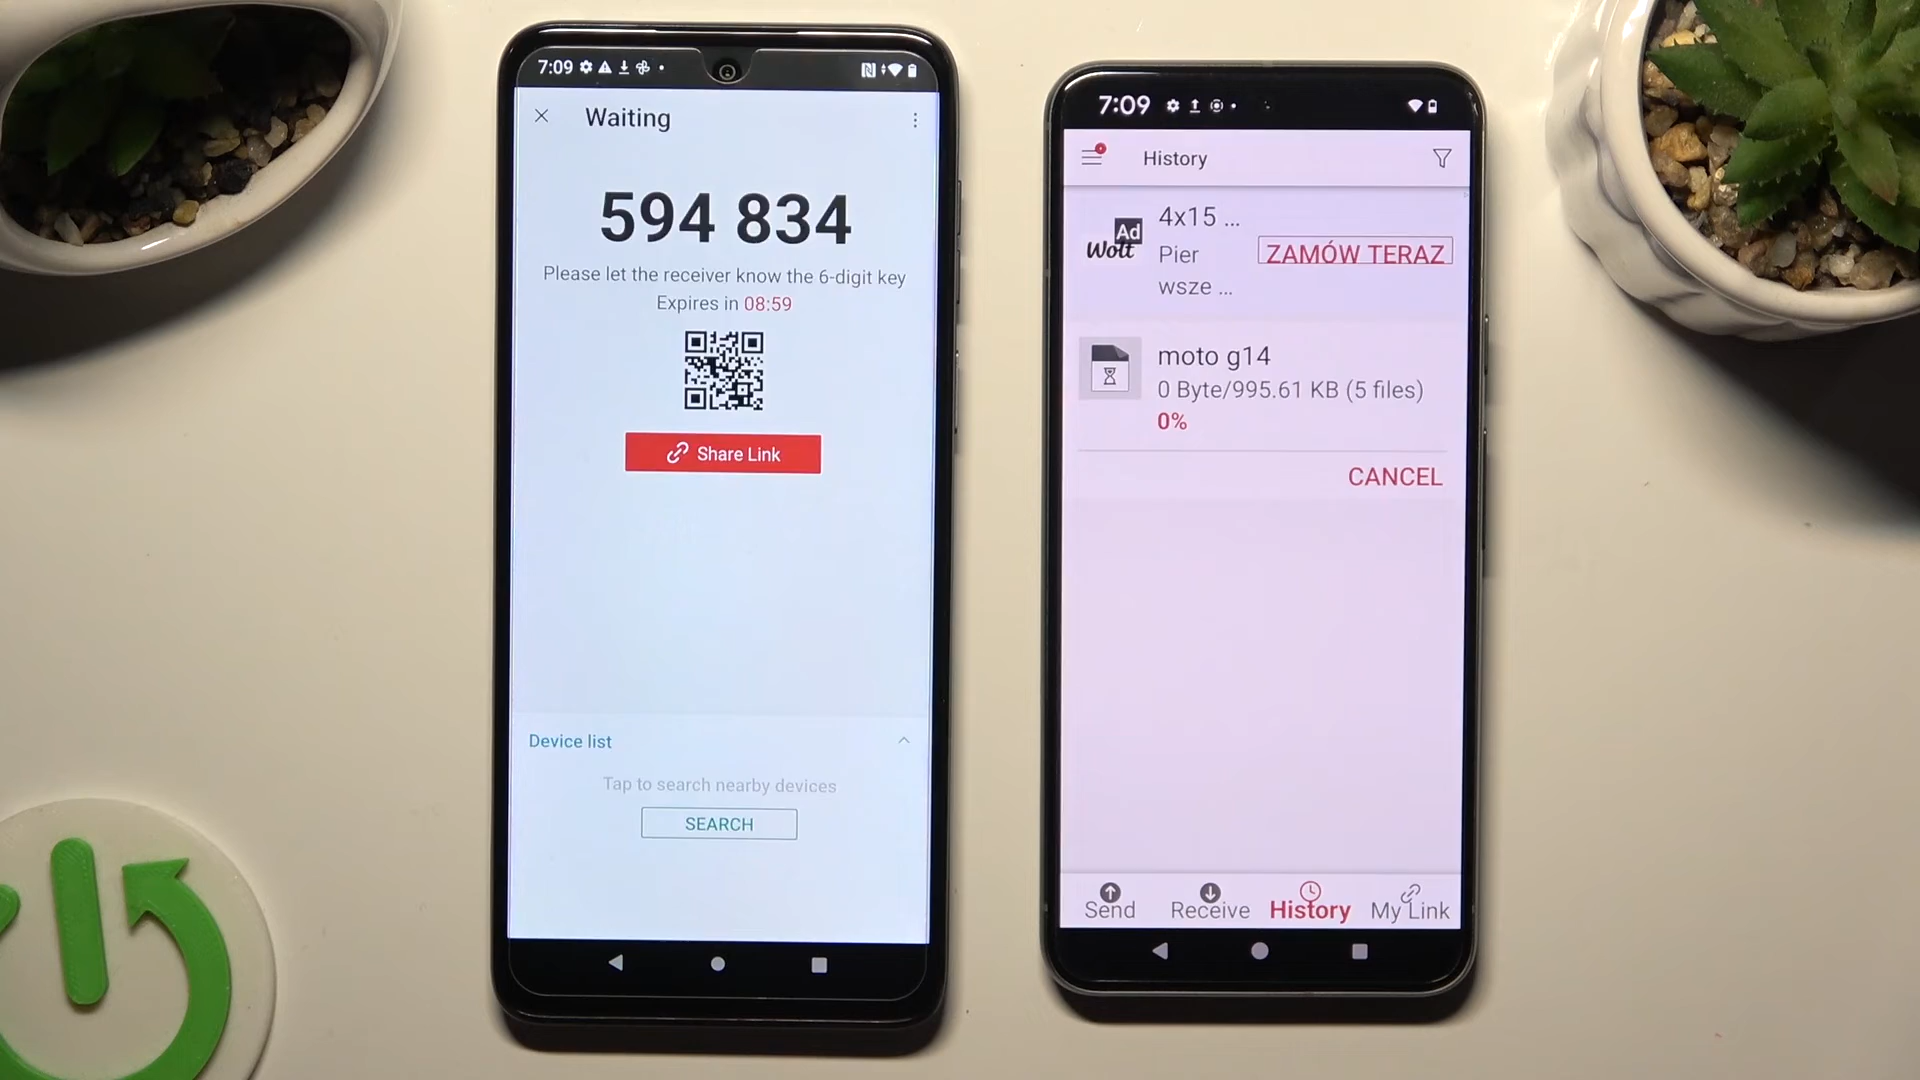 7:09
Waiting
594 834
Please let the receiver know the 6-digit key
Expires in 08:59
Share Link
Device list
Tap to search nearby devices
SEARCH
7:09
History
Ad
Wolt
4x15 ...
Pier
wsze ...
ZAMÓW TERAZ
moto g14
0 Byte/995.61 KB (5 files)
0%
CANCEL
Send
Receive
History
My Link